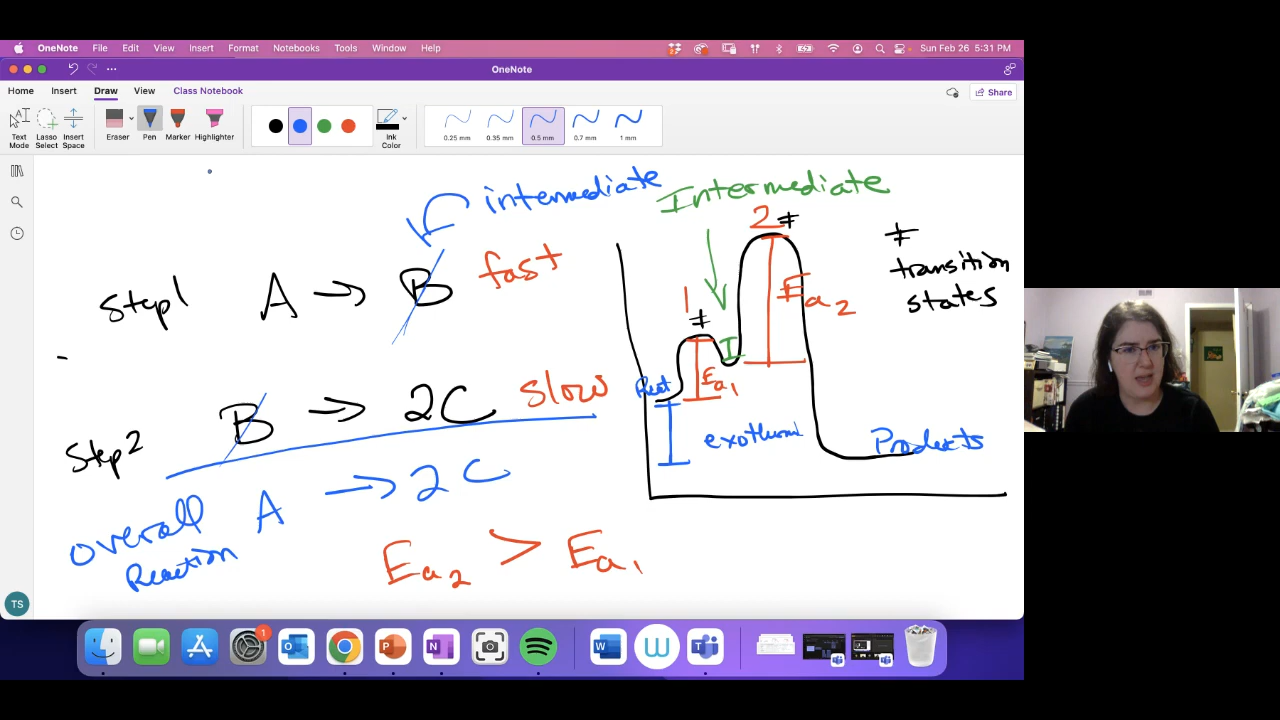 OneNote File Edit View Insert Format Notebooks Tools Window Help Sun Feb 26 5:31 PM
OneNote
Home Insert Draw View Class Notebook Share
Text Mode
Lasso Select
Insert Space
Eraser
Pen
Marker
Highlighter
Ink Color
0.25 mm 0.35 mm 0.5 mm 0.7 mm 1 mm
intermediate
Step 1 A → B fast
Step 2 B → 2C slow
overall Reaction A → 2C
Ea2 > Ea1
Intermediate
2 ‡
‡ transition states
1 ‡
Ea2
Ea1
React
exothermi
Products
TS
1
W